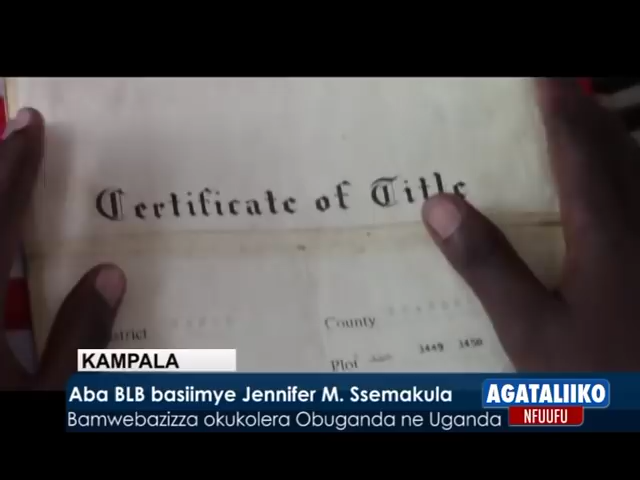 Certificate of Title
County
Plot 3449 3450
KAMPALA
Aba BLB basiimye Jennifer M. Ssemakula
Bamwebazizza okukolera Obuganda ne Uganda
AGATALIIKO
NFUUFU